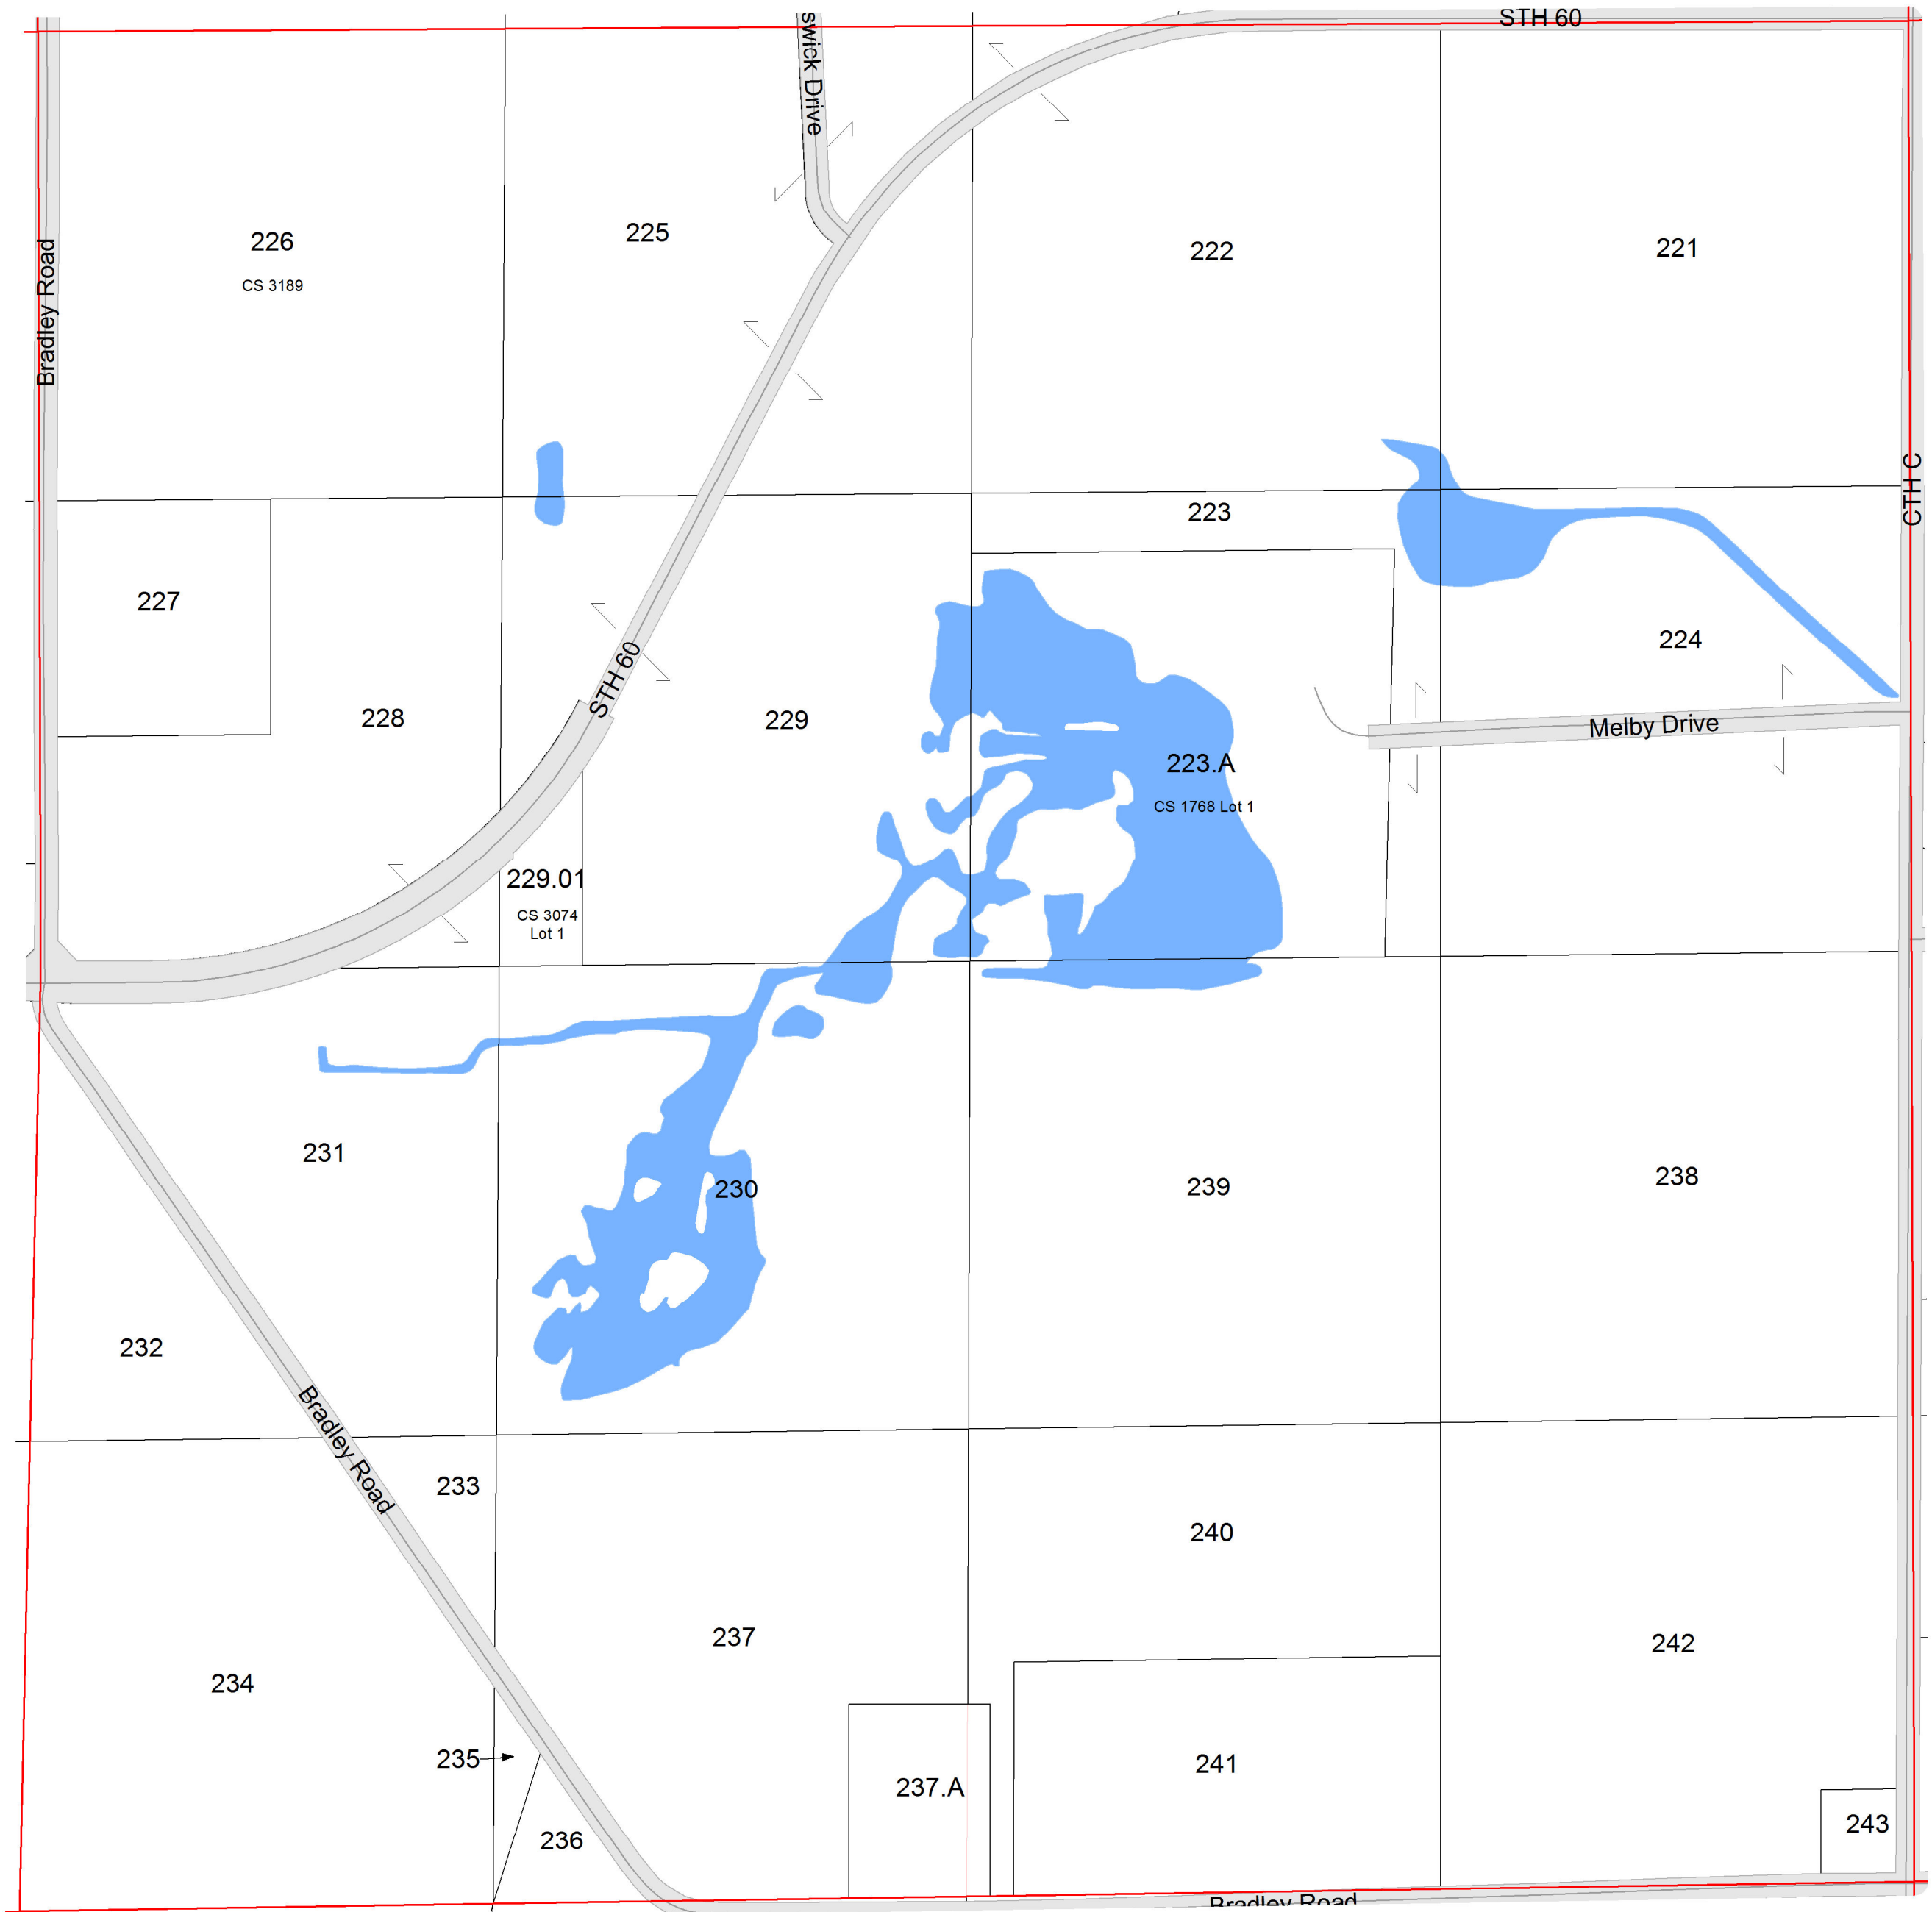 STH 60
swick Drive
226
CS 3189
225
222
221
Bradley Road
CTH C
223
227
224
228
STH 60
229
Melby Drive
223.A
CS 1768 Lot 1
229.01
CS 3074
Lot 1
231
230
239
238
232
Bradley Road
233
240
237
242
234
235
237.A
241
236
243
Bradley Road